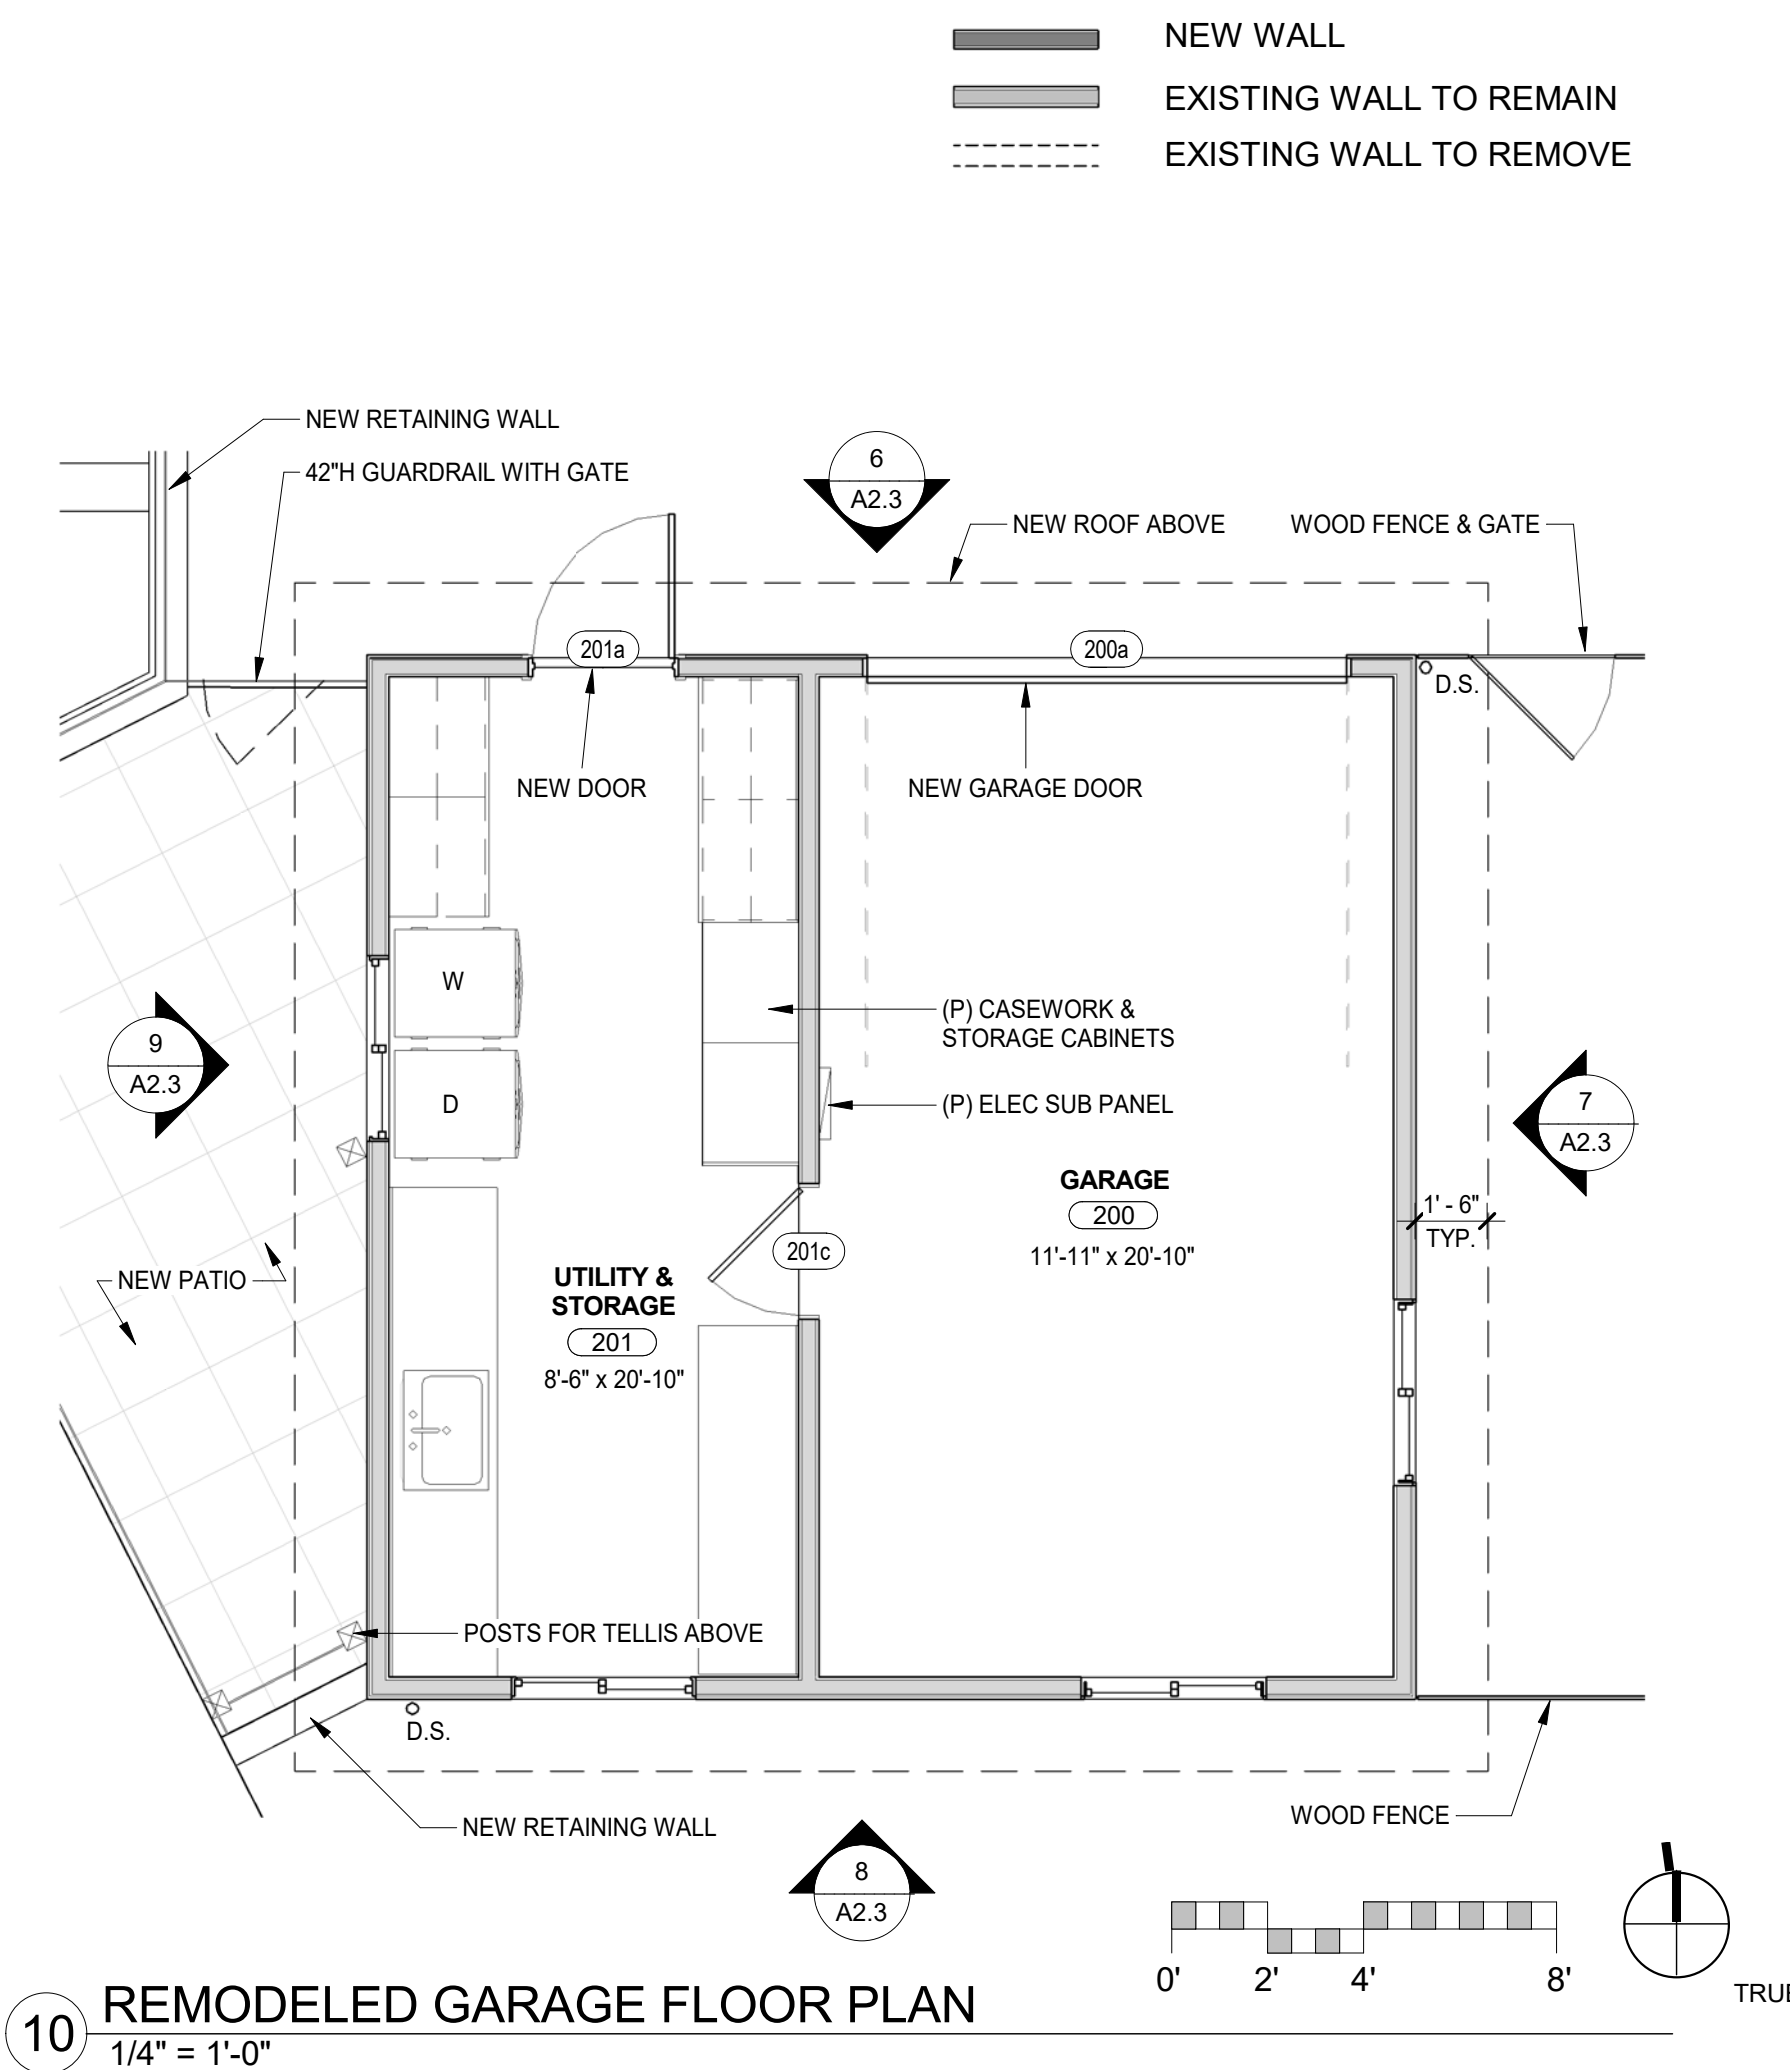 NEW WALL
EXISTING WALL TO REMAIN
EXISTING WALL TO REMOVE
NEW RETAINING WALL
42"H GUARDRAIL WITH GATE
6
A2.3
NEW ROOF ABOVE
WOOD FENCE & GATE
201a
200a
D.S.
NEW DOOR
NEW GARAGE DOOR
W
(P) CASEWORK &
STORAGE CABINETS
9
A2.3
D
(P) ELEC SUB PANEL
7
A2.3
GARAGE
200
11'-11" x 20'-10"
1' - 6"
TYP.
201c
NEW PATIO
UTILITY &
STORAGE
201
8'-6" x 20'-10"
POSTS FOR TELLIS ABOVE
D.S.
NEW RETAINING WALL
WOOD FENCE
8
A2.3
0' 2' 4' 8'
TRUE
10
REMODELED GARAGE FLOOR PLAN
1/4" = 1'-0"